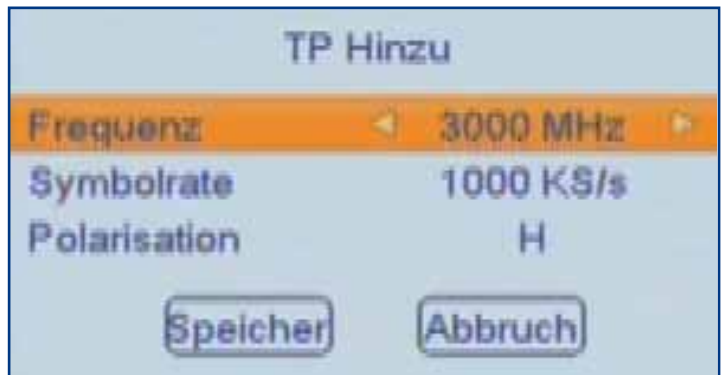 TP Hinzu
Frequenz 3000 MHz
Symbolrate 1000 KS/s
Polarisation H
Speicher Abbruch